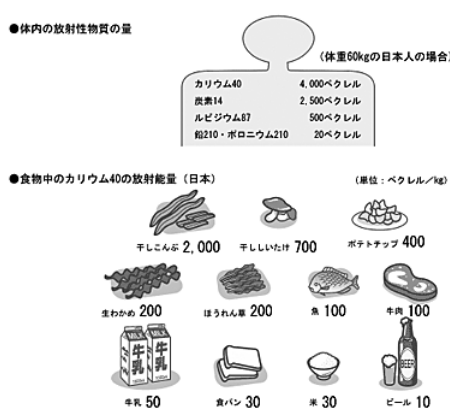 ●体内の放射性物質の量
(体重60kgの日本人の場合)
カリウム40 4,000ベクレル
炭素14 2,500ベクレル
ルビジウム87 500ベクレル
鉛210・ポロニウム210 20ベクレル
●食物中のカリウム40の放射能量（日本） (単位：ベクレル／kg)
干しこんぶ 2,000 干ししいたけ 700 ポテトチップ 400
生わかめ 200 ほうれん草 200 魚 100 牛肉 100
牛乳 牛乳
BEER
牛乳 50 食パン 30 米 30 ビール 10